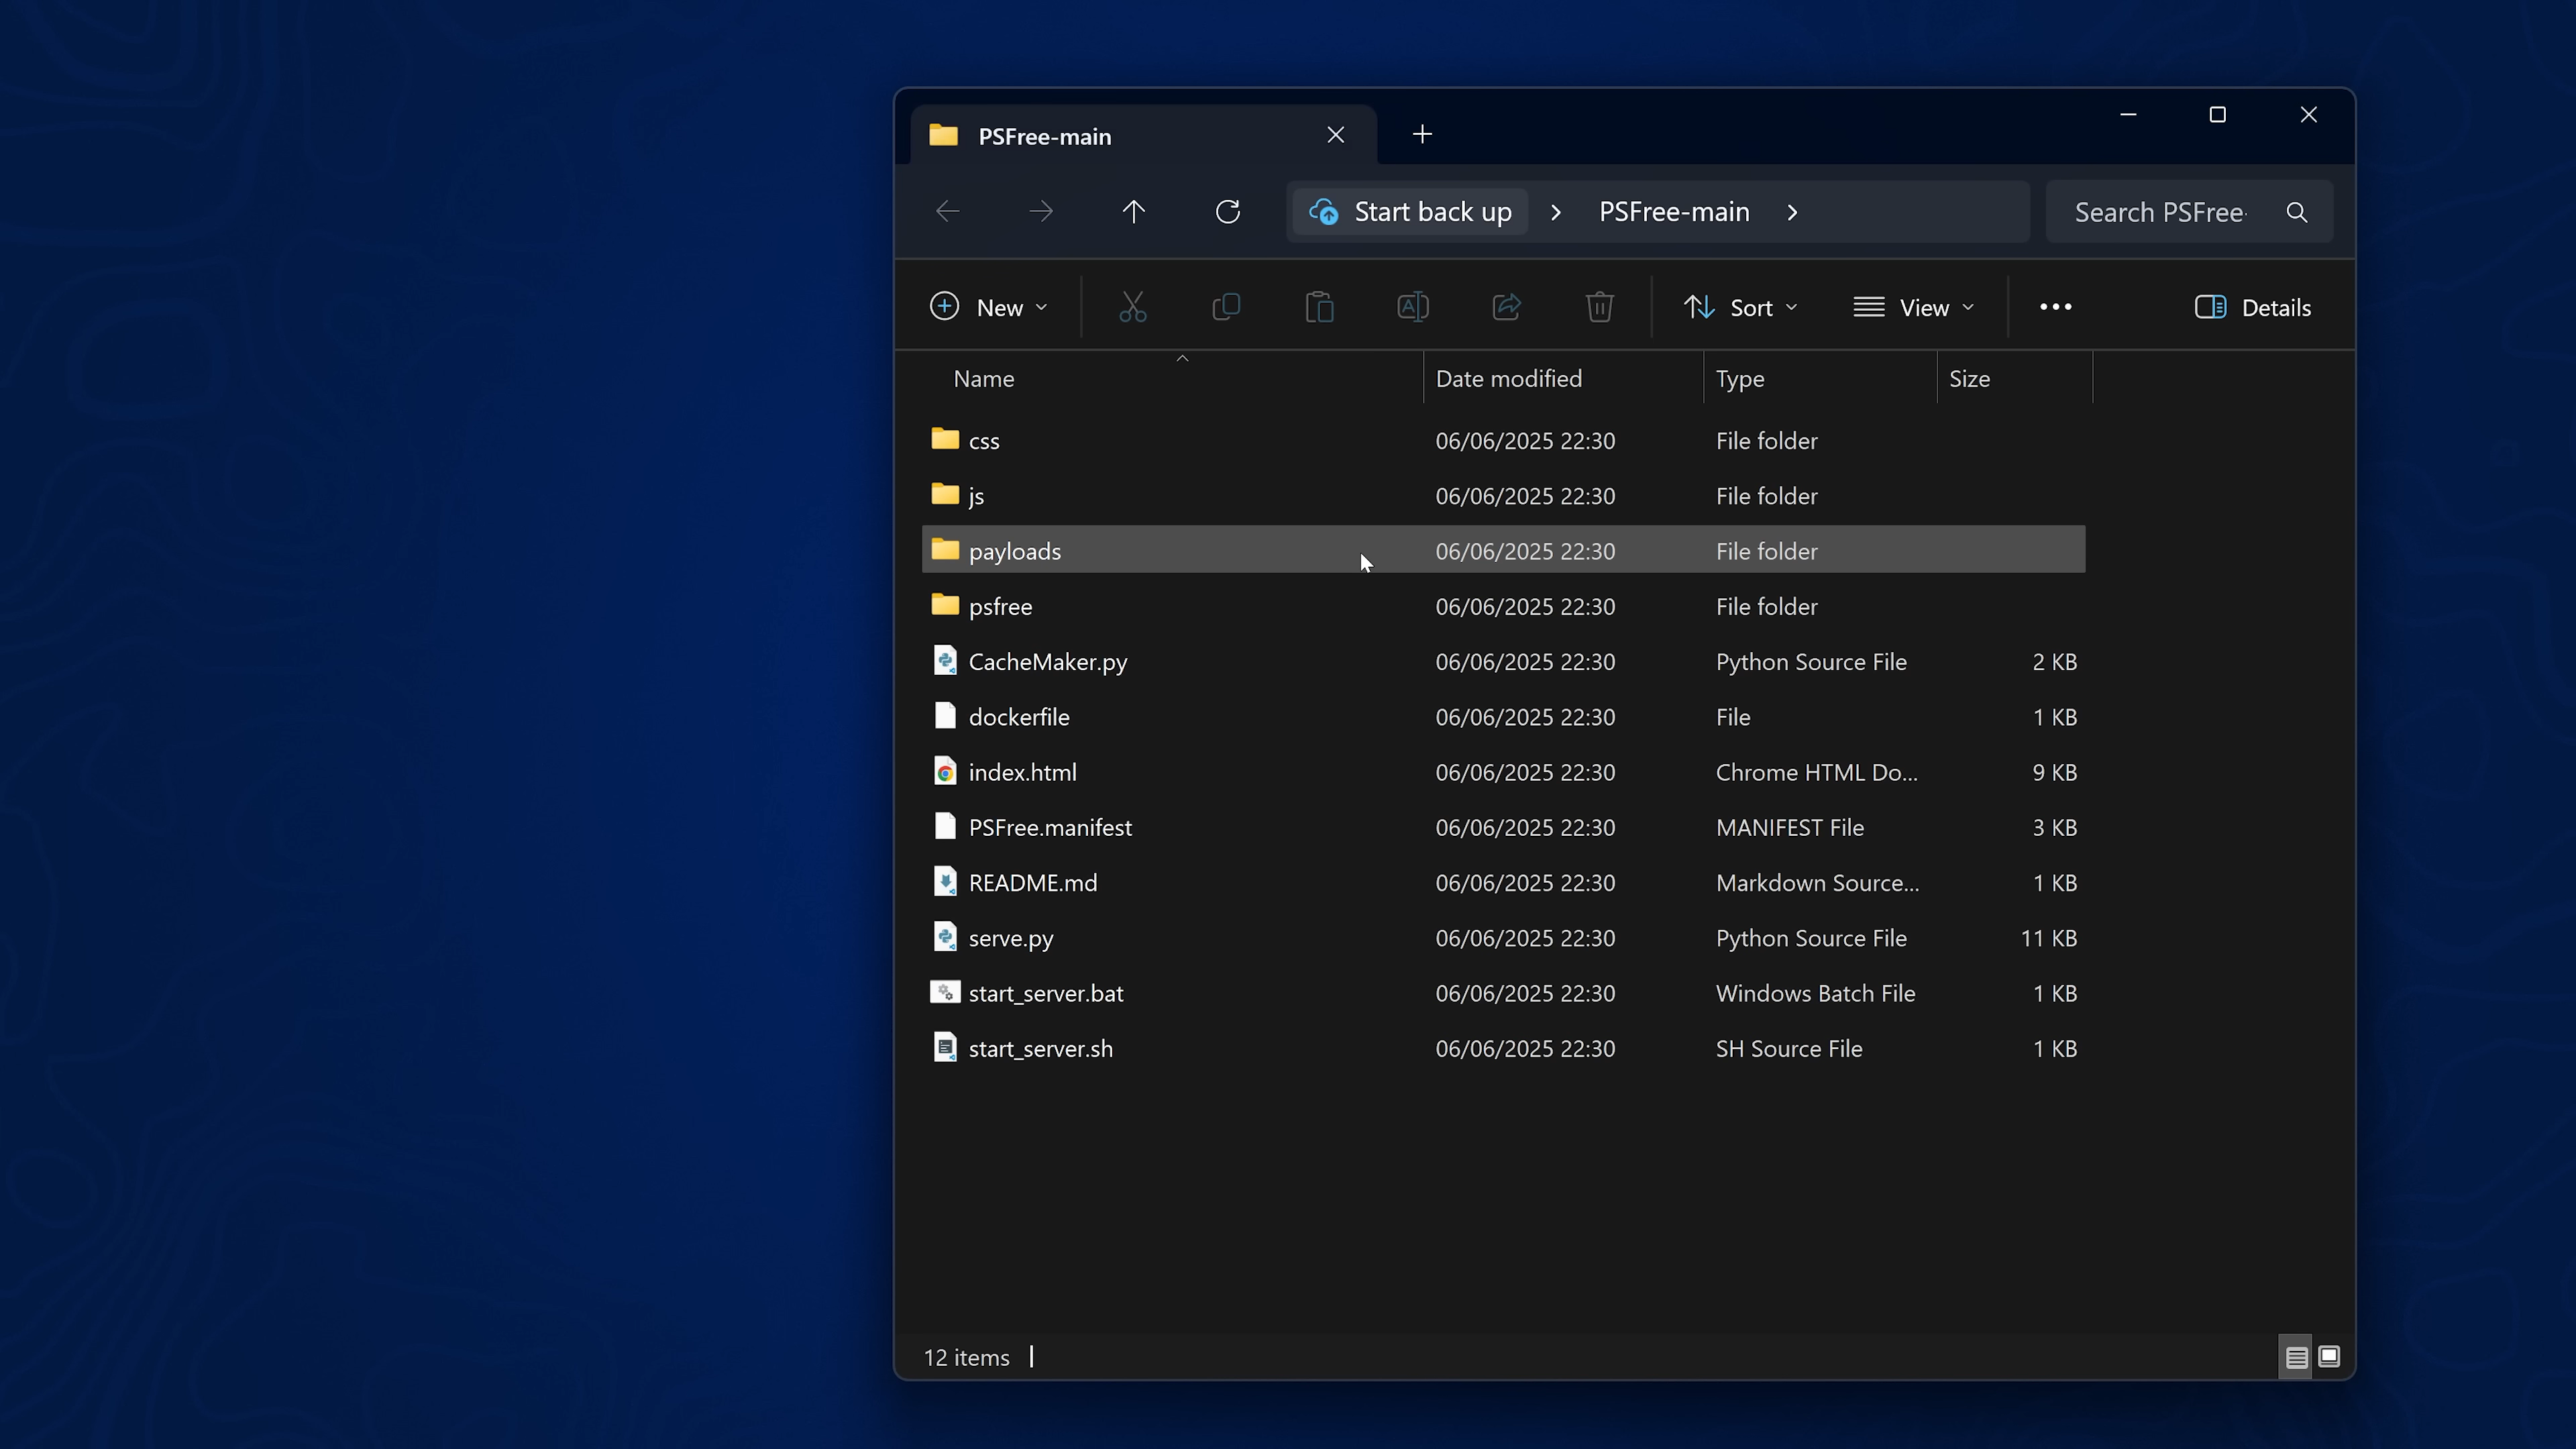 PSFree-main
Start back up > PSFree-main >
Search PSFree-
New
Sort
View
Details
Name Date modified Type Size
css 06/06/2025 22:30 File folder
js 06/06/2025 22:30 File folder
payloads 06/06/2025 22:30 File folder
psfree 06/06/2025 22:30 File folder
CacheMaker.py 06/06/2025 22:30 Python Source File 2 KB
dockerfile 06/06/2025 22:30 File 1 KB
index.html 06/06/2025 22:30 Chrome HTML Do... 9 KB
PSFree.manifest 06/06/2025 22:30 MANIFEST File 3 KB
README.md 06/06/2025 22:30 Markdown Source... 1 KB
serve.py 06/06/2025 22:30 Python Source File 11 KB
start_server.bat 06/06/2025 22:30 Windows Batch File 1 KB
start_server.sh 06/06/2025 22:30 SH Source File 1 KB
12 items